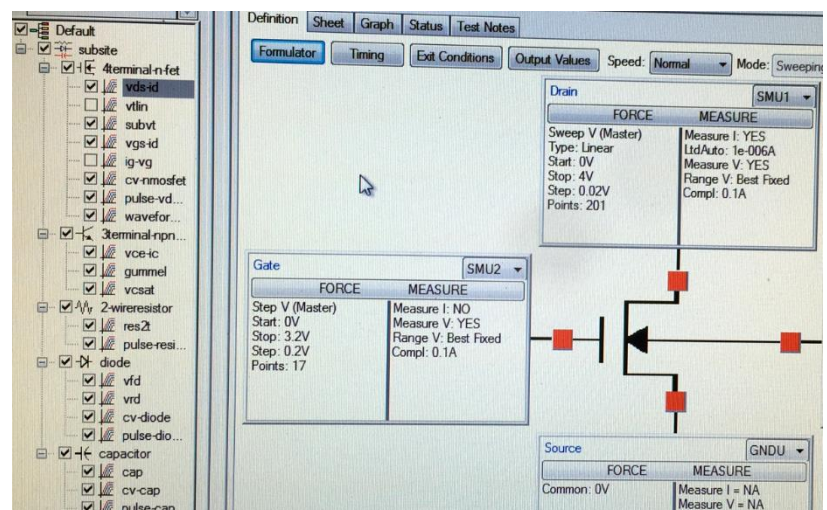 Default
subsite
4terminal-n-fet
vds-id
vtlin
subvt
vgs-id
ig-vg
cv-nmosfet
pulse-vd...
wavefor...
3terminal-npn...
vce-ic
gummel
vcsat
2-wireresistor
res2t
pulse-resi...
diode
vfd
vrd
cv-diode
pulse-dio...
capacitor
cap
cv-cap
pulse-cap
Definition Sheet Graph Status Test Notes
Formulator Timing Exit Conditions Output Values Speed: Normal Mode: Sweeping
Drain SMU1
FORCE MEASURE
Sweep V (Master) Measure I: YES
Type: Linear LtdAuto: 1e-006A
Start: 0V Measure V: YES
Stop: 4V Range V: Best Fixed
Step: 0.02V Compl: 0.1A
Points: 201
Gate SMU2
FORCE MEASURE
Step V (Master) Measure I: NO
Start: 0V Measure V: YES
Stop: 3.2V Range V: Best Fixed
Step: 0.2V Compl: 0.1A
Points: 17
Source GNDU
FORCE MEASURE
Common: 0V Measure I = NA
Measure V = NA